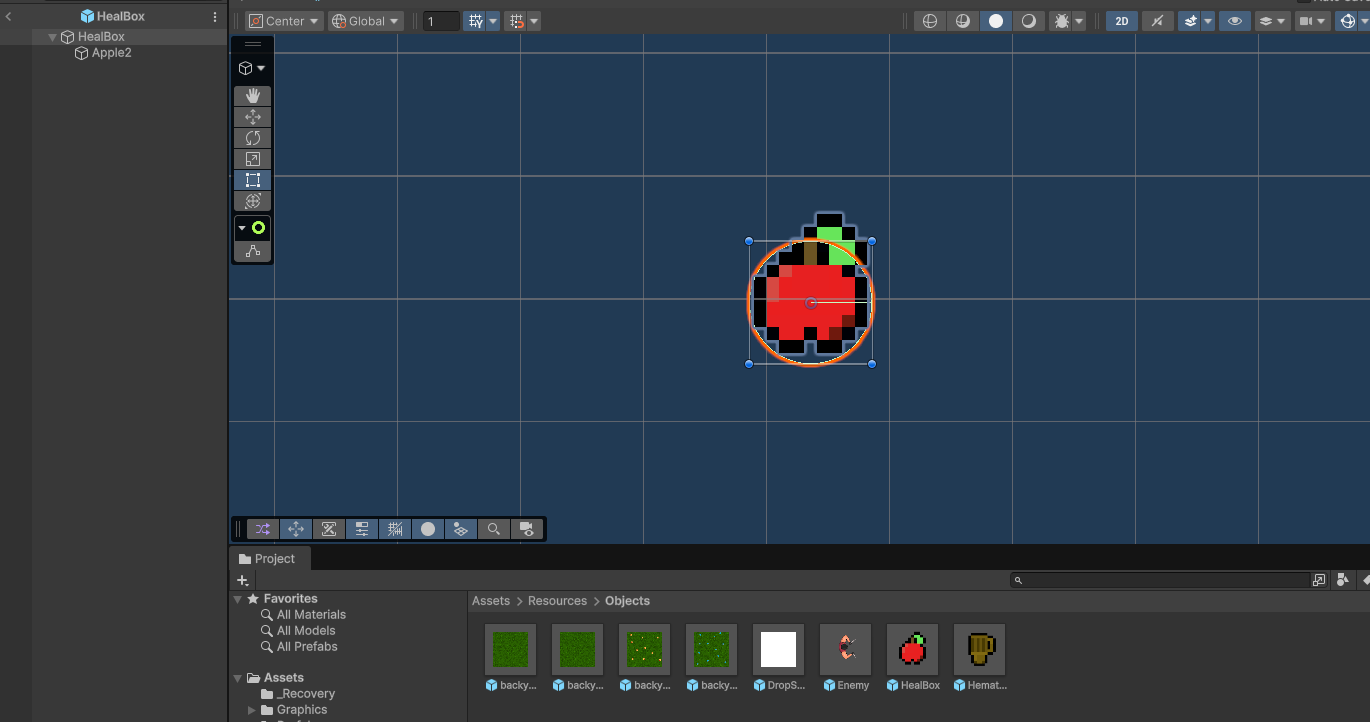 HealBox
Center
Global
1
2D
HealBox
Apple2
Project
Favorites
All Materials
All Models
All Prefabs
Assets
_Recovery
Graphics
Assets > Resources > Objects
backy...
backy...
backy...
backy...
DropS...
Enemy
HealBox
Hemat...